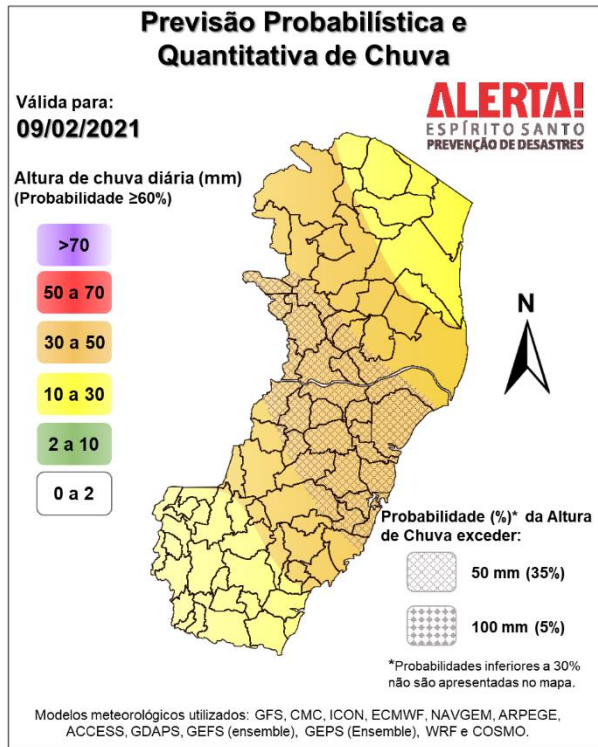 Previsão Probabilística e
Quantitativa de Chuva
Válida para:
09/02/2021
ALERTA!
ESPÍRITO SANTO
PREVENÇÃO DE DESASTRES
Altura de chuva diária (mm)
(Probabilidade ≥60%)
>70
50 a 70
30 a 50
10 a 30
2 a 10
0 a 2
N
Probabilidade (%)* da Altura
de Chuva exceder:
50 mm (35%)
100 mm (5%)
*Probabilidades inferiores a 30%
não são apresentadas no mapa.
Modelos meteorológicos utilizados: GFS, CMC, ICON, ECMWF, NAVGEM, ARPEGE,
ACCESS, GDAPS, GEFS (ensemble), GEPS (Ensemble), WRF e COSMO.